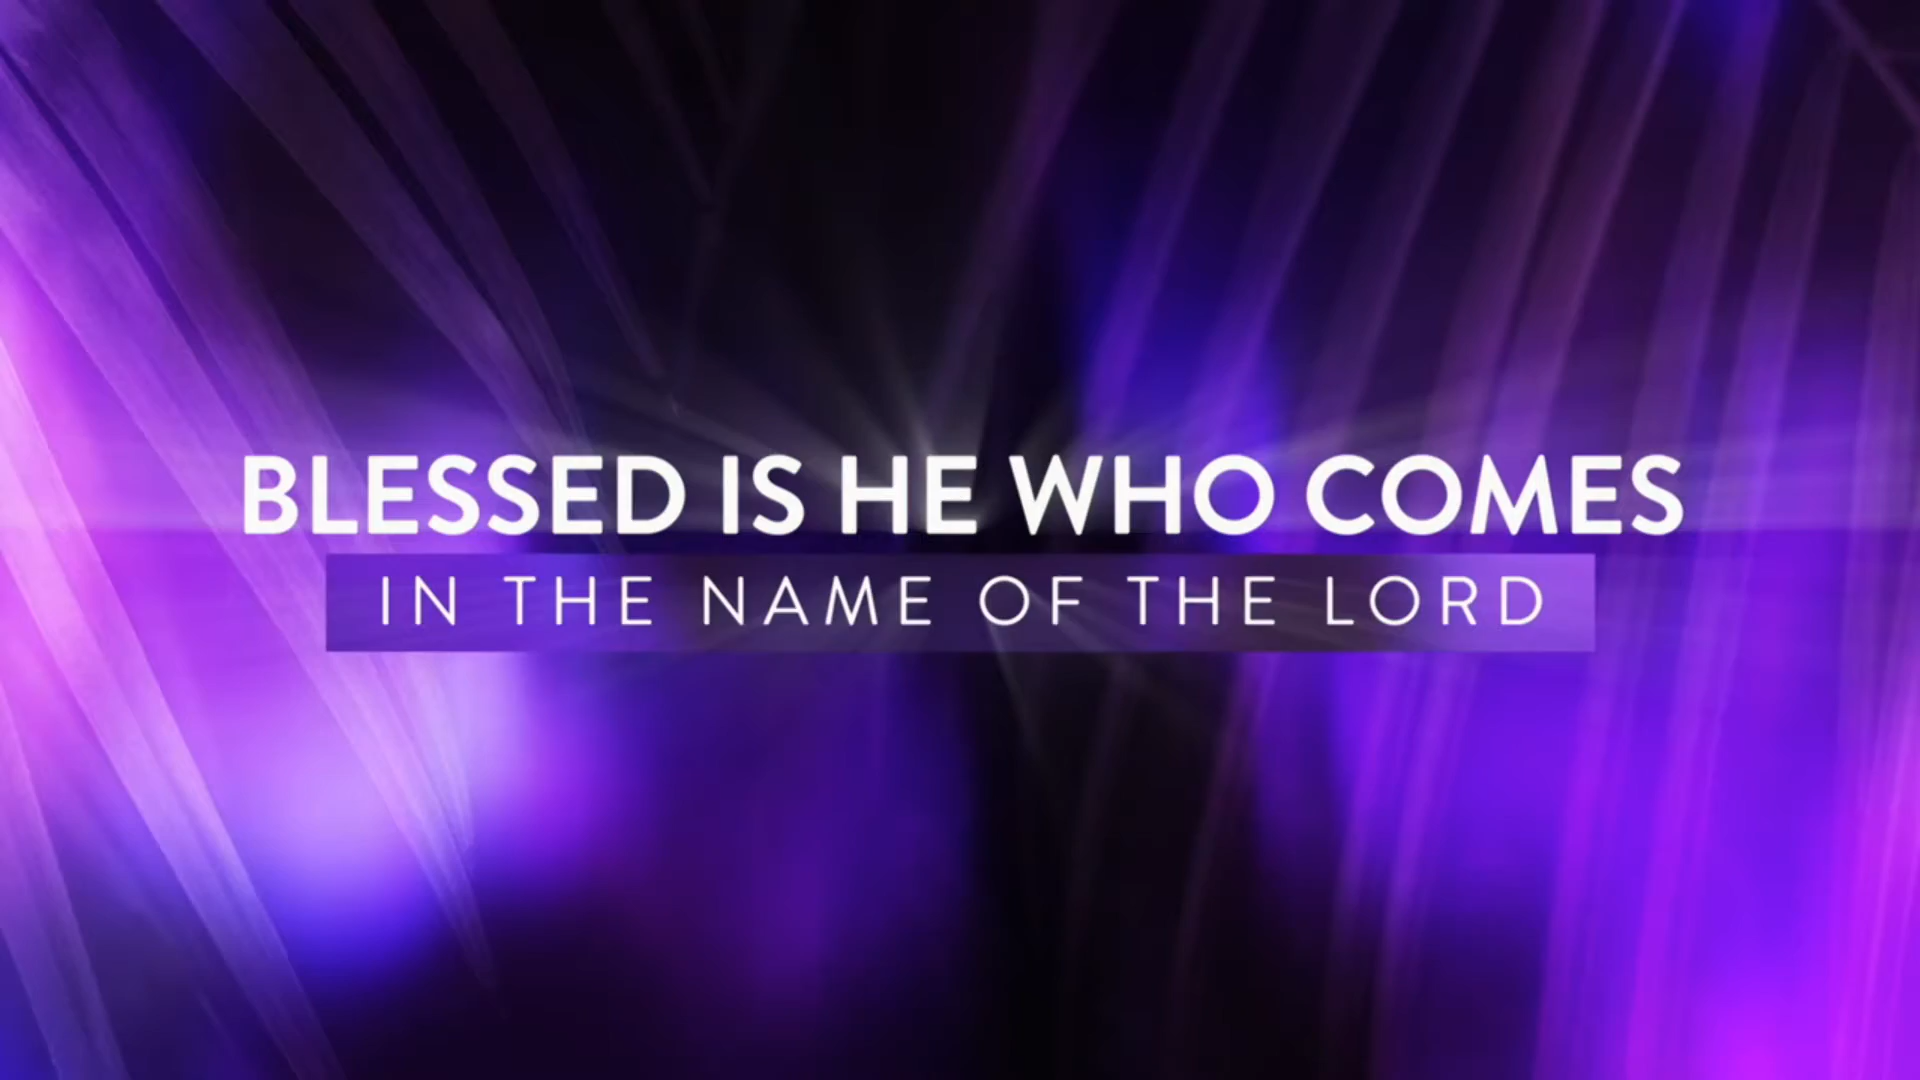 BLESSED IS HE WHO COMES
IN THE NAME OF THE LORD